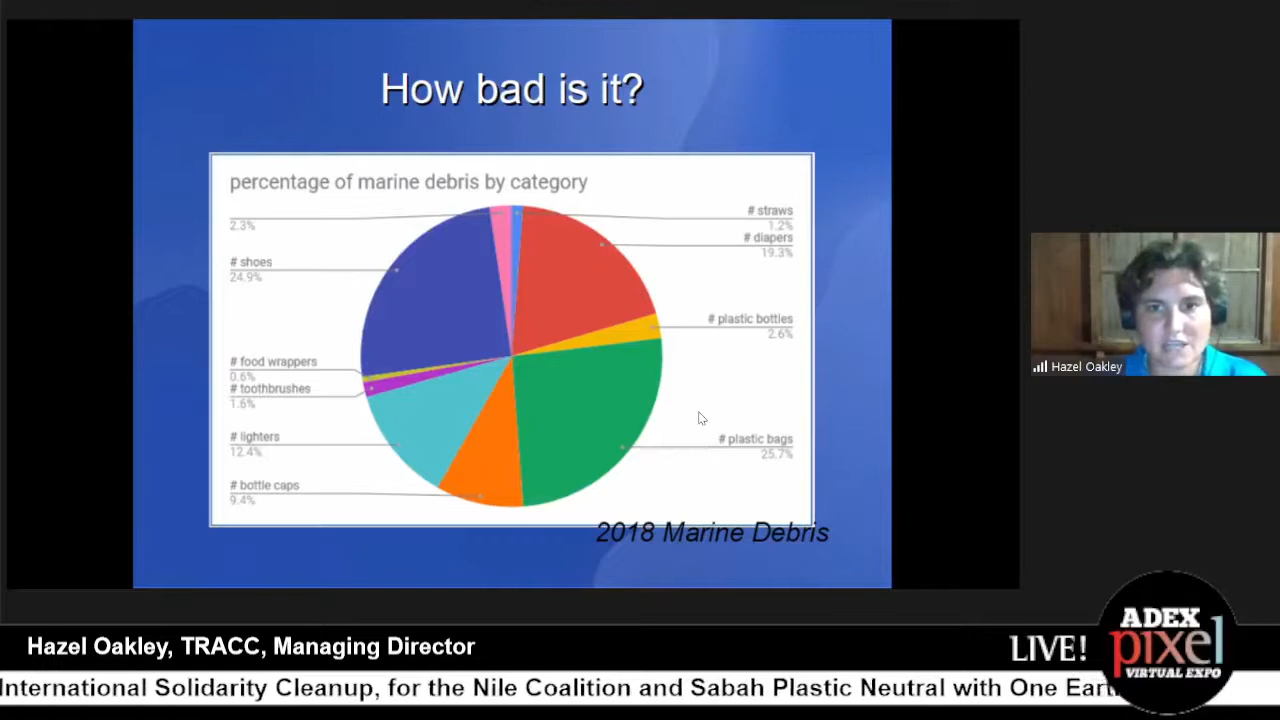 How bad is it?
percentage of marine debris by category
2.3%
# shoes
24.9%
# food wrappers
0.6%
# toothbrushes
1.6%
# lighters
12.4%
# bottle caps
9.4%
# straws
1.2%
# diapers
19.3%
# plastic bottles
2.6%
# plastic bags
25.7%
2018 Marine Debris
Hazel Oakley
Hazel Oakley, TRACC, Managing Director
LIVE!
ADEX
pixel
VIRTUAL EXPO
International Solidarity Cleanup, for the Nile Coalition and Sabah Plastic Neutral with One